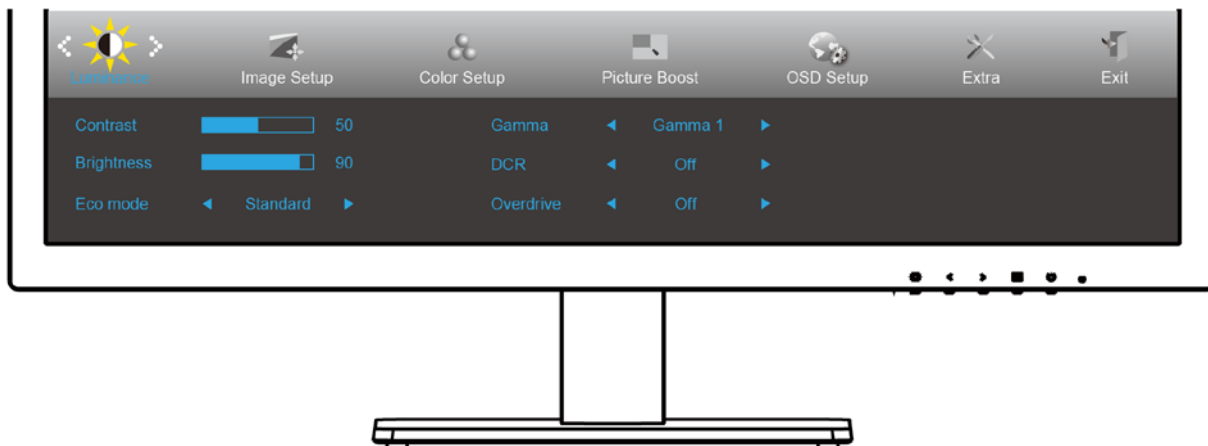 Luminance
Image Setup
Color Setup
Picture Boost
OSD Setup
Extra
Exit
Contrast 50 Gamma Gamma 1
Brightness 90 DCR Off
Eco mode Standard Overdrive Off